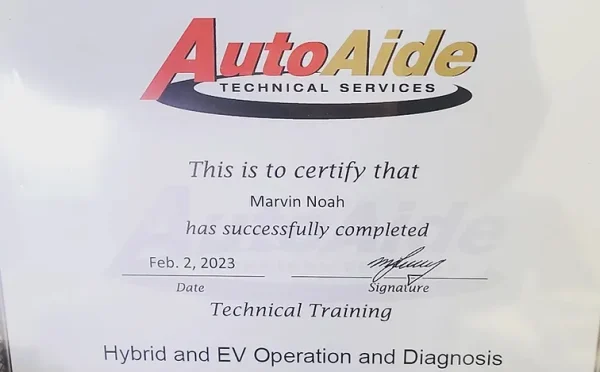 AutoAide
TECHNICAL SERVICES
This is to certify that
Marvin Noah
has successfully completed
Feb. 2, 2023
Date
Signature
Technical Training
Hybrid and EV Operation and Diagnosis